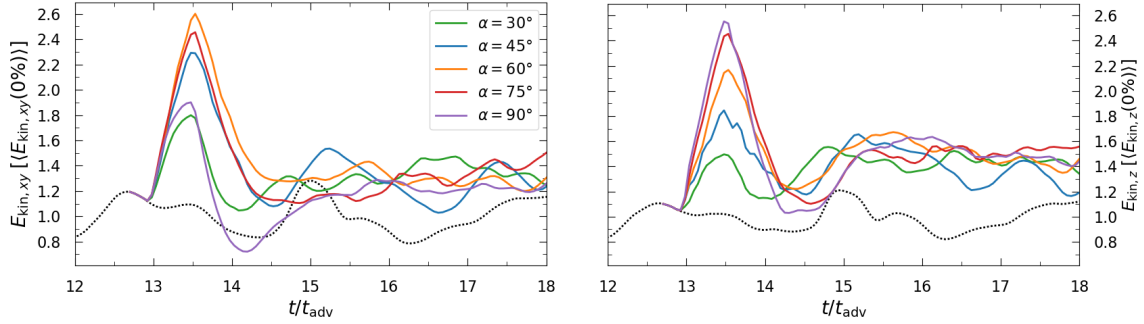 2.6
2.4
2.2
2.0
1.8
1.6
1.4
1.2
1.0
0.8
E_kin,xy [⟨E_kin,xy(0%)⟩]
12 13 14 15 16 17 18
t/t_adv
α = 30°
α = 45°
α = 60°
α = 75°
α = 90°
12 13 14 15 16 17 18
t/t_adv
2.6
2.4
2.2
2.0
1.8
1.6
1.4
1.2
1.0
0.8
E_kin,z [⟨E_kin,z(0%)⟩]